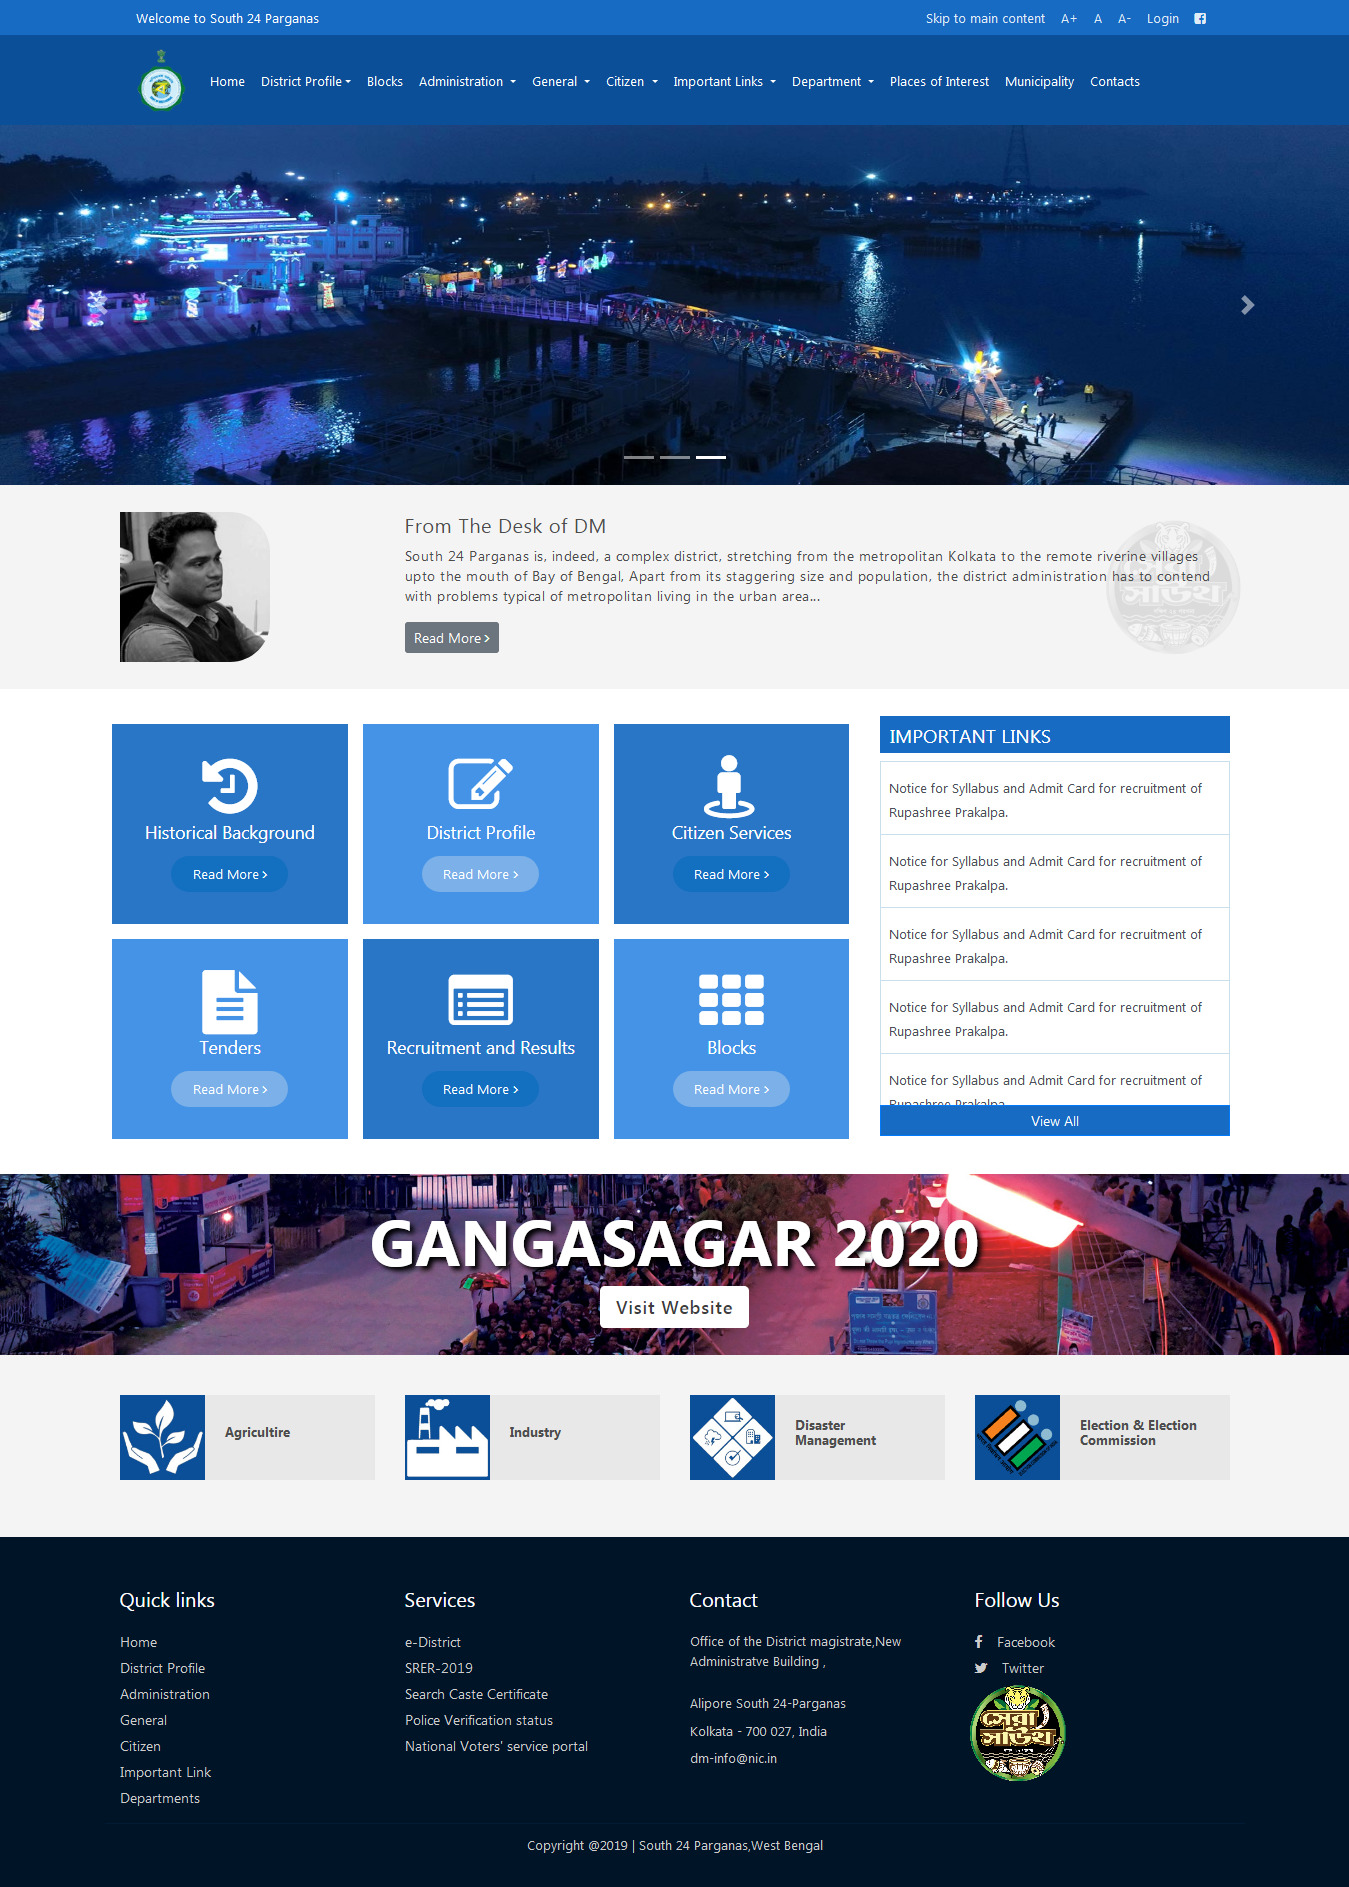 Welcome to South 24 Parganas
Skip to main content A+ A A- Login
Home District Profile Blocks Administration General Citizen Important Links Department Places of Interest Municipality Contacts
From The Desk of DM
South 24 Parganas is, indeed, a complex district, stretching from the metropolitan Kolkata to the remote riverine villages
upto the mouth of Bay of Bengal, Apart from its staggering size and population, the district administration has to contend
with problems typical of metropolitan living in the urban area...
Read More
সেরা
সাউথ
Historical Background
Read More
District Profile
Read More
Citizen Services
Read More
Tenders
Read More
Recruitment and Results
Read More
Blocks
Read More
IMPORTANT LINKS
Notice for Syllabus and Admit Card for recruitment of
Rupashree Prakalpa.
Notice for Syllabus and Admit Card for recruitment of
Rupashree Prakalpa.
Notice for Syllabus and Admit Card for recruitment of
Rupashree Prakalpa.
Notice for Syllabus and Admit Card for recruitment of
Rupashree Prakalpa.
Notice for Syllabus and Admit Card for recruitment of
Rupashree Prakalpa.
View All
GANGASAGAR 2020
Visit Website
Agricultire
Industry
Disaster
Management
Election & Election
Commission
Quick links
Home
District Profile
Administration
General
Citizen
Important Link
Departments
Services
e-District
SRER-2019
Search Caste Certificate
Police Verification status
National Voters' service portal
Contact
Office of the District magistrate,New
Administratve Building ,
Alipore South 24-Parganas
Kolkata - 700 027, India
dm-info@nic.in
Follow Us
Facebook
Twitter
সেরা
সাউথ
Copyright @2019 | South 24 Parganas,West Bengal